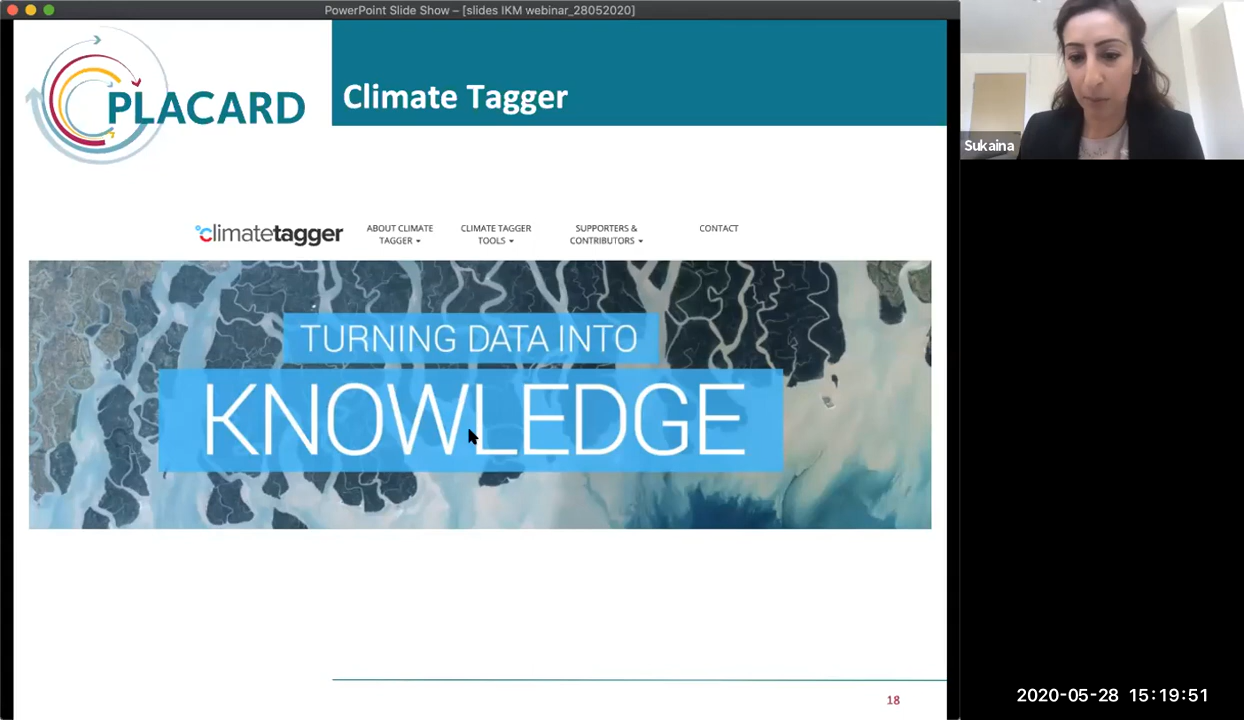 PowerPoint Slide Show – [slides IKM webinar_28052020]
PLACARD
Climate Tagger
Sukaina
climatetagger
ABOUT CLIMATE
TAGGER
CLIMATE TAGGER
TOOLS
SUPPORTERS &
CONTRIBUTORS
CONTACT
TURNING DATA INTO
KNOWLEDGE
18
2020-05-28 15:19:51